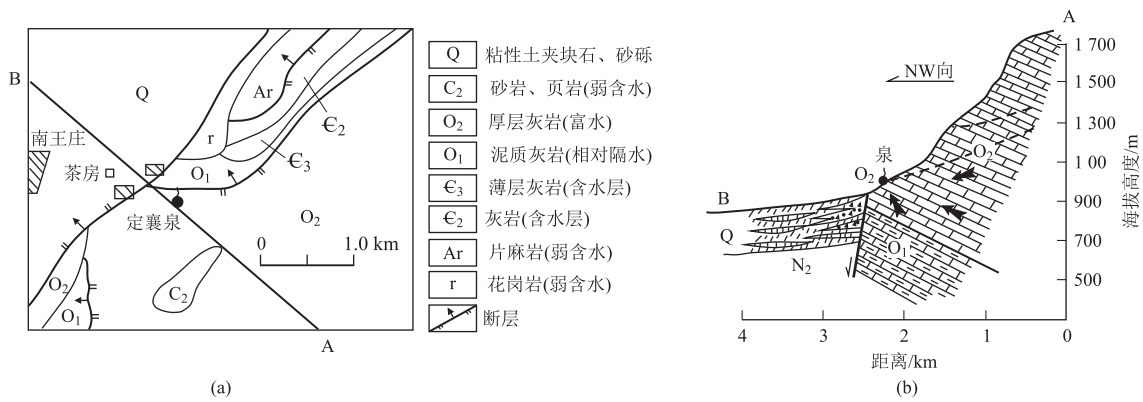 B
A
Q
Ar
Є₂
r
Є₃
O₁
南王庄
茶房
定襄泉
O₂
0 1.0 km
C₂
O₂
O₁
(a)
Q 粘性土夹块石、砂砾
C₂ 砂岩、页岩(弱含水)
O₂ 厚层灰岩(富水)
O₁ 泥质灰岩(相对隔水)
Є₃ 薄层灰岩(含水层)
Є₂ 灰岩(含水层)
Ar 片麻岩(弱含水)
r 花岗岩(弱含水)
断层
A
NW向
泉
O₂
O₂
B
Q
N₂
O₁
1 700
1 500
1 300
1 00
900
700
500
海拔高度/m
4 3 2 1 0
距离/km
(b)